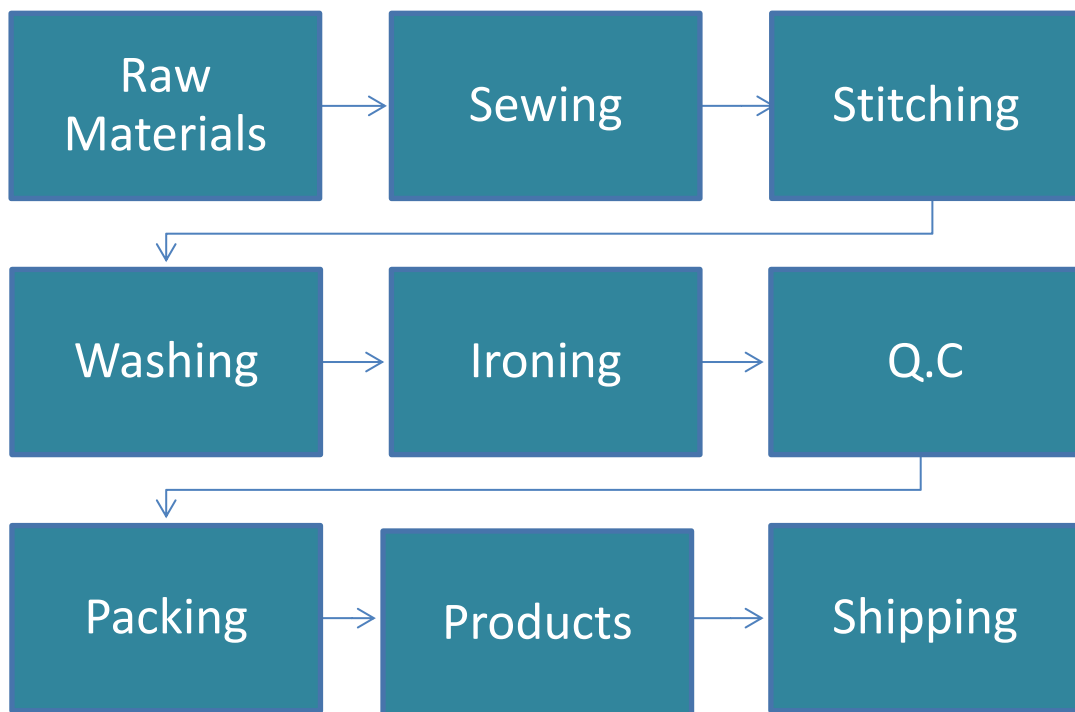 Raw
Materials
Sewing
Stitching
Washing
Ironing
Q.C
Packing
Products
Shipping